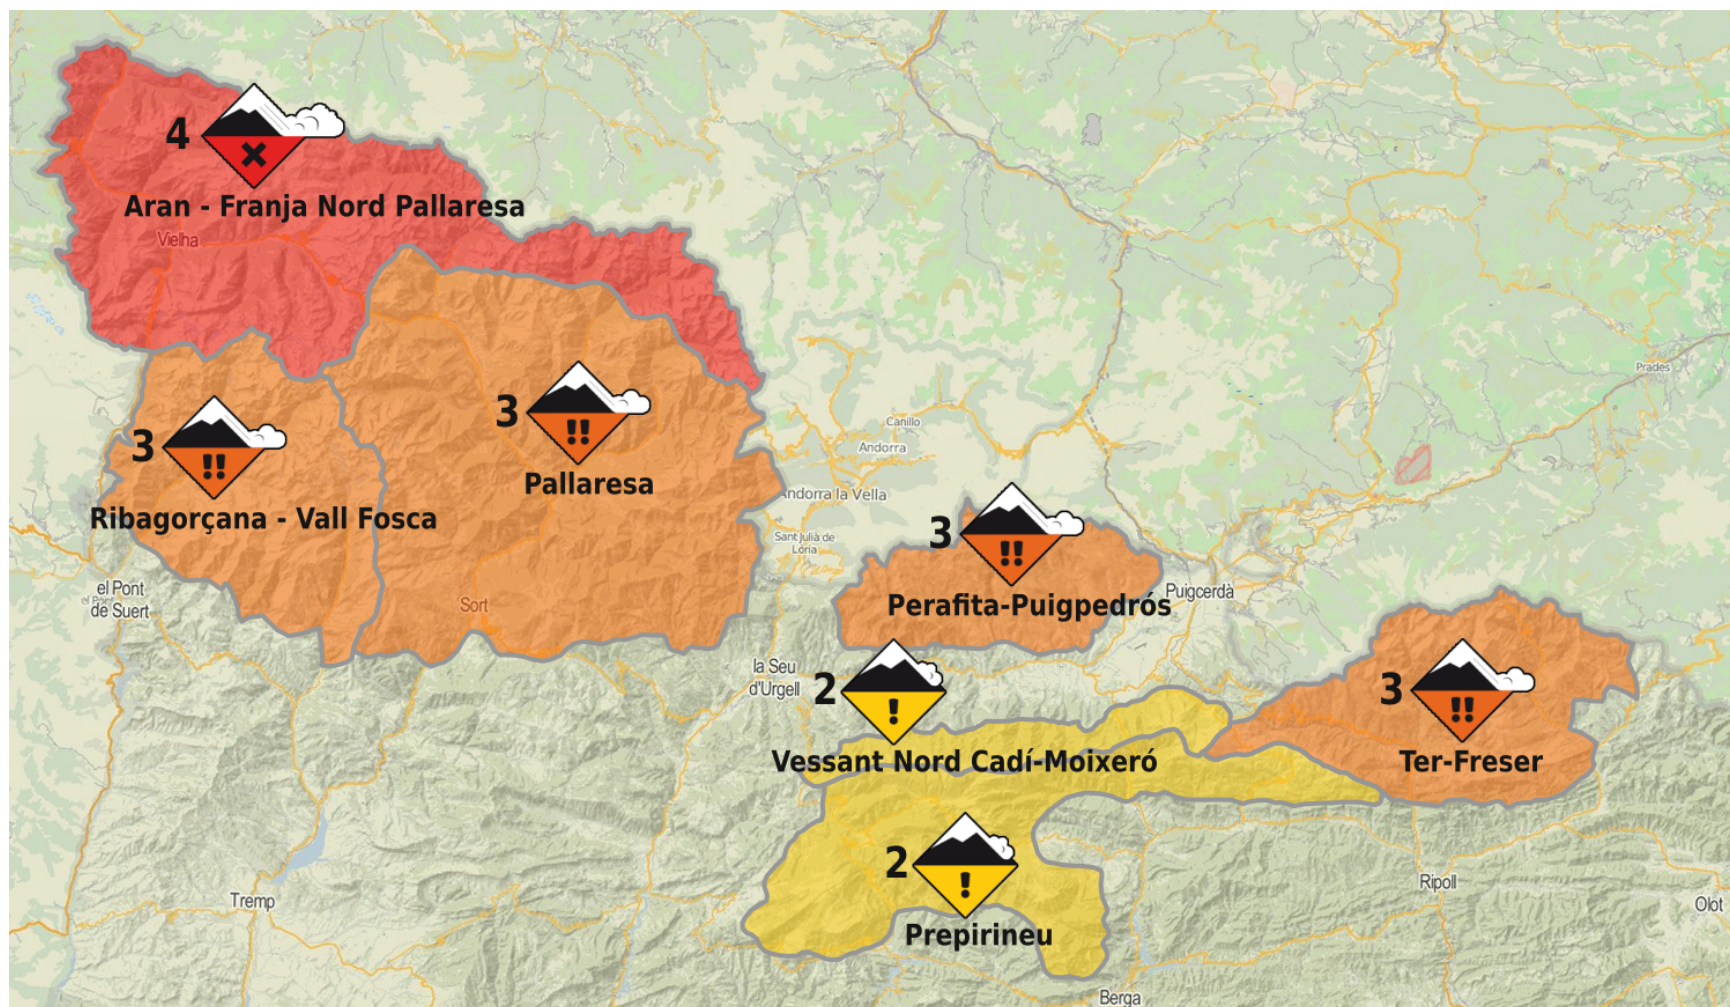 4
Aran - Franja Nord Pallaresa
Vielha
3
Pallaresa
!!
3
Ribagorçana - Vall Fosca
!!
Canillo
Andorra
Andorra la Vella
Sant Julià de
Lòria
3
!!
Perafita-Puigpedrós
Puigcerdà
Prades
el Pont
de Suert
Sort
la Seu
d'Urgell
2
!
Vessant Nord Cadí-Moixeró
3
!!
Ter-Freser
2
!
Prepirineu
Tremp
Ripoll
Olot
Berga